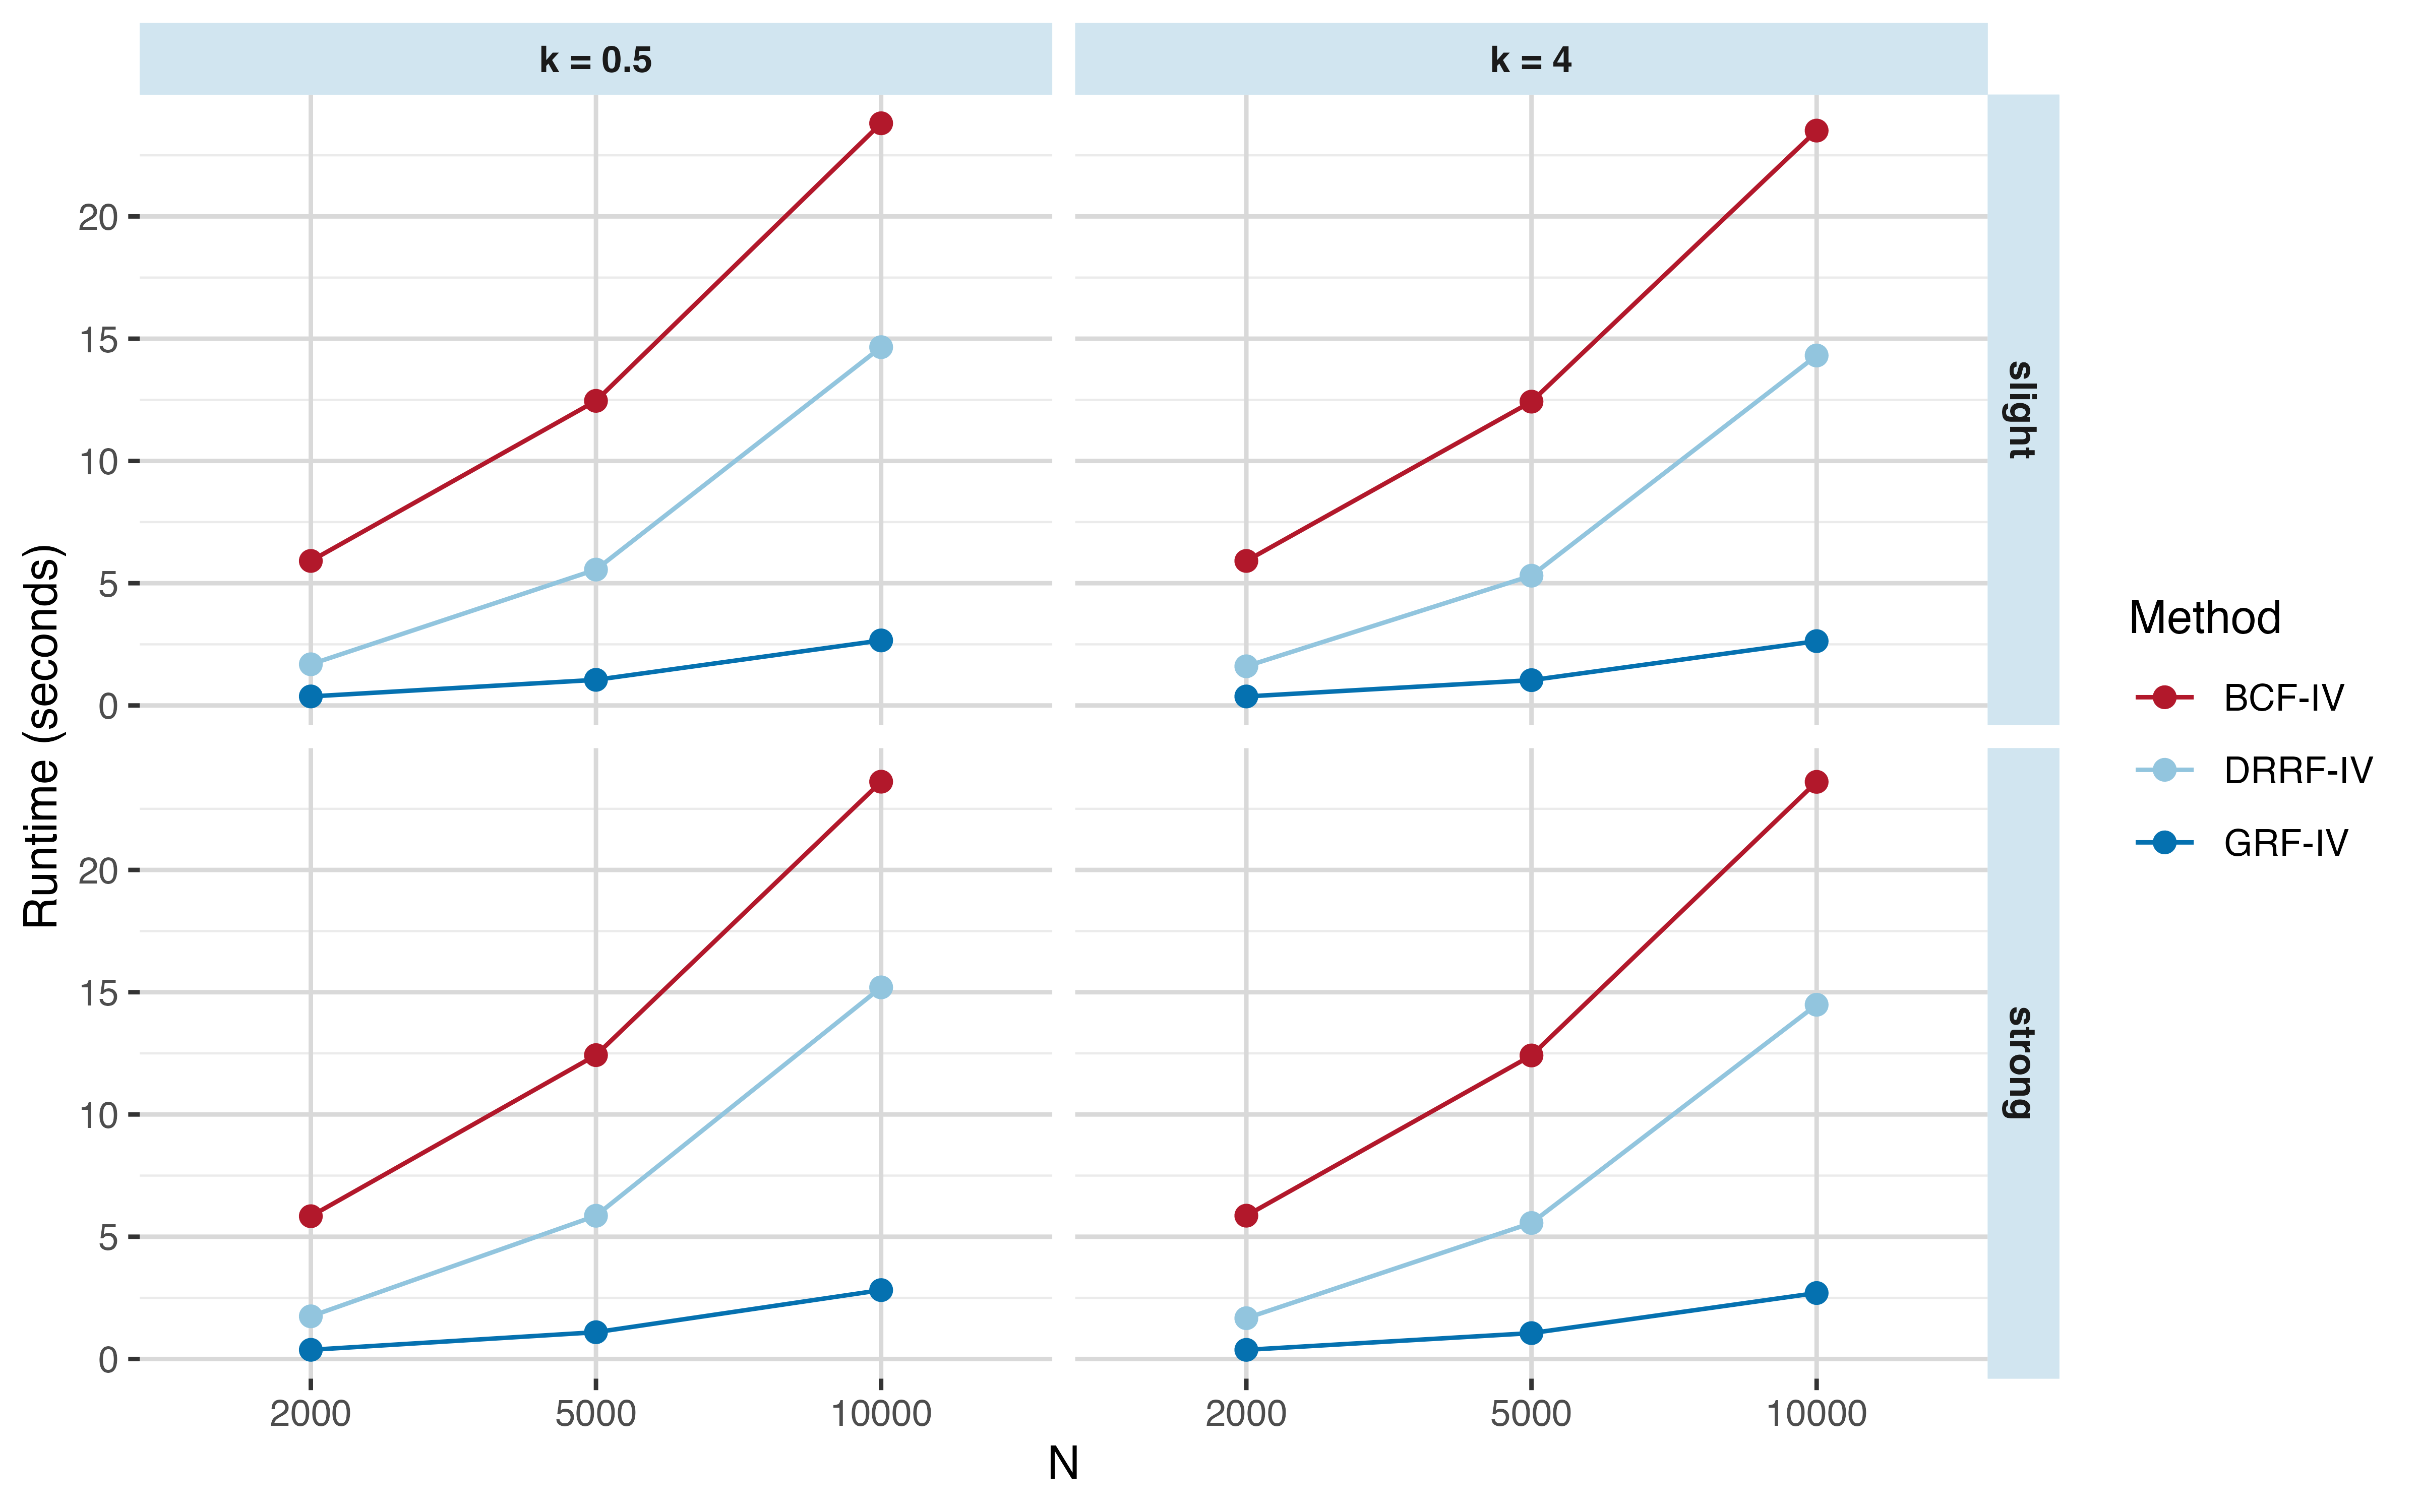 k = 0.5
k = 4
slight
strong
Runtime (seconds)
20
15
10
5
0
20
15
10
5
0
2000 5000 10000
2000 5000 10000
N
Method
BCF-IV
DRRF-IV
GRF-IV